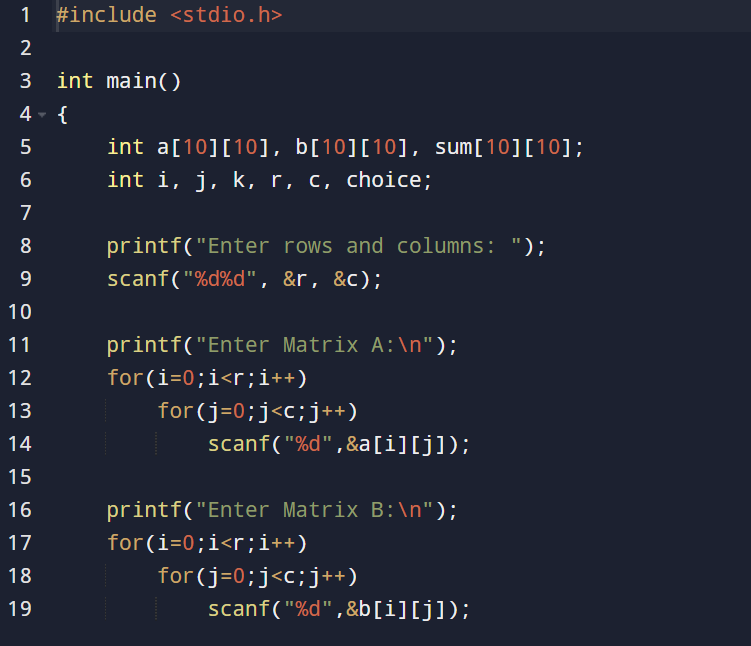 1 #include <stdio.h>
2
3 int main()
4 {
5     int a[10][10], b[10][10], sum[10][10];
6     int i, j, k, r, c, choice;
7
8     printf("Enter rows and columns: ");
9     scanf("%d%d", &r, &c);
10
11     printf("Enter Matrix A:\n");
12     for(i=0;i<r;i++)
13         for(j=0;j<c;j++)
14             scanf("%d",&a[i][j]);
15
16     printf("Enter Matrix B:\n");
17     for(i=0;i<r;i++)
18         for(j=0;j<c;j++)
19             scanf("%d",&b[i][j]);